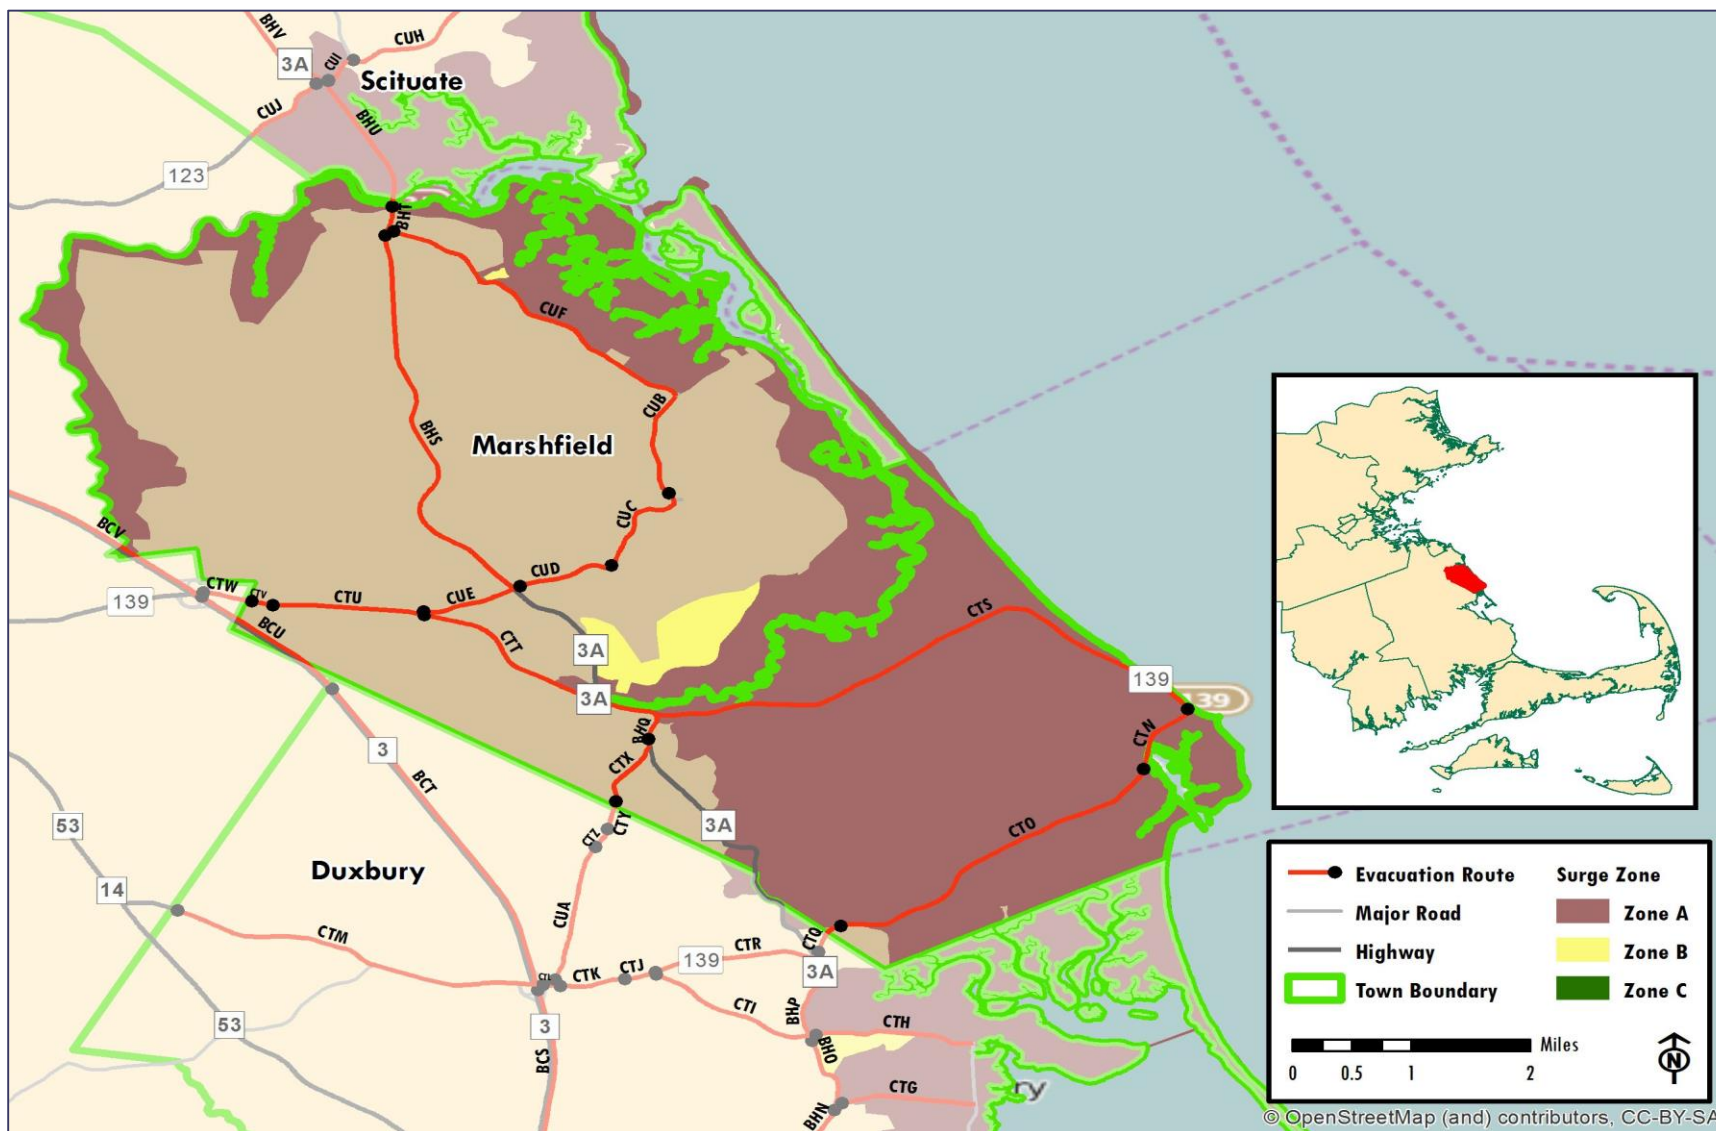 BHV
CUH
3A
CUI
Scituate
CUJ
BHU
123
BHT
CUF
CUB
BHS
Marshfield
CUC
BCV
CUD
CTS
CTW
CTV
139
CTU
CUE
BCU
CTT
3A
3A
139
139
BHQ
CTN
3
CTX
BCT
53
CTY
3A
CTO
CTZ
Duxbury
14
CUA
CTM
CTQ
CTR
139
CTK
CTJ
3A
CTI
BHP
53
3
CTH
BHO
BCS
CTG
ry
BHN
Evacuation Route
Surge Zone
Major Road
Zone A
Highway
Zone B
Town Boundary
Zone C
Miles
0 0.5 1 2
N
© OpenStreetMap (and) contributors, CC-BY-SA